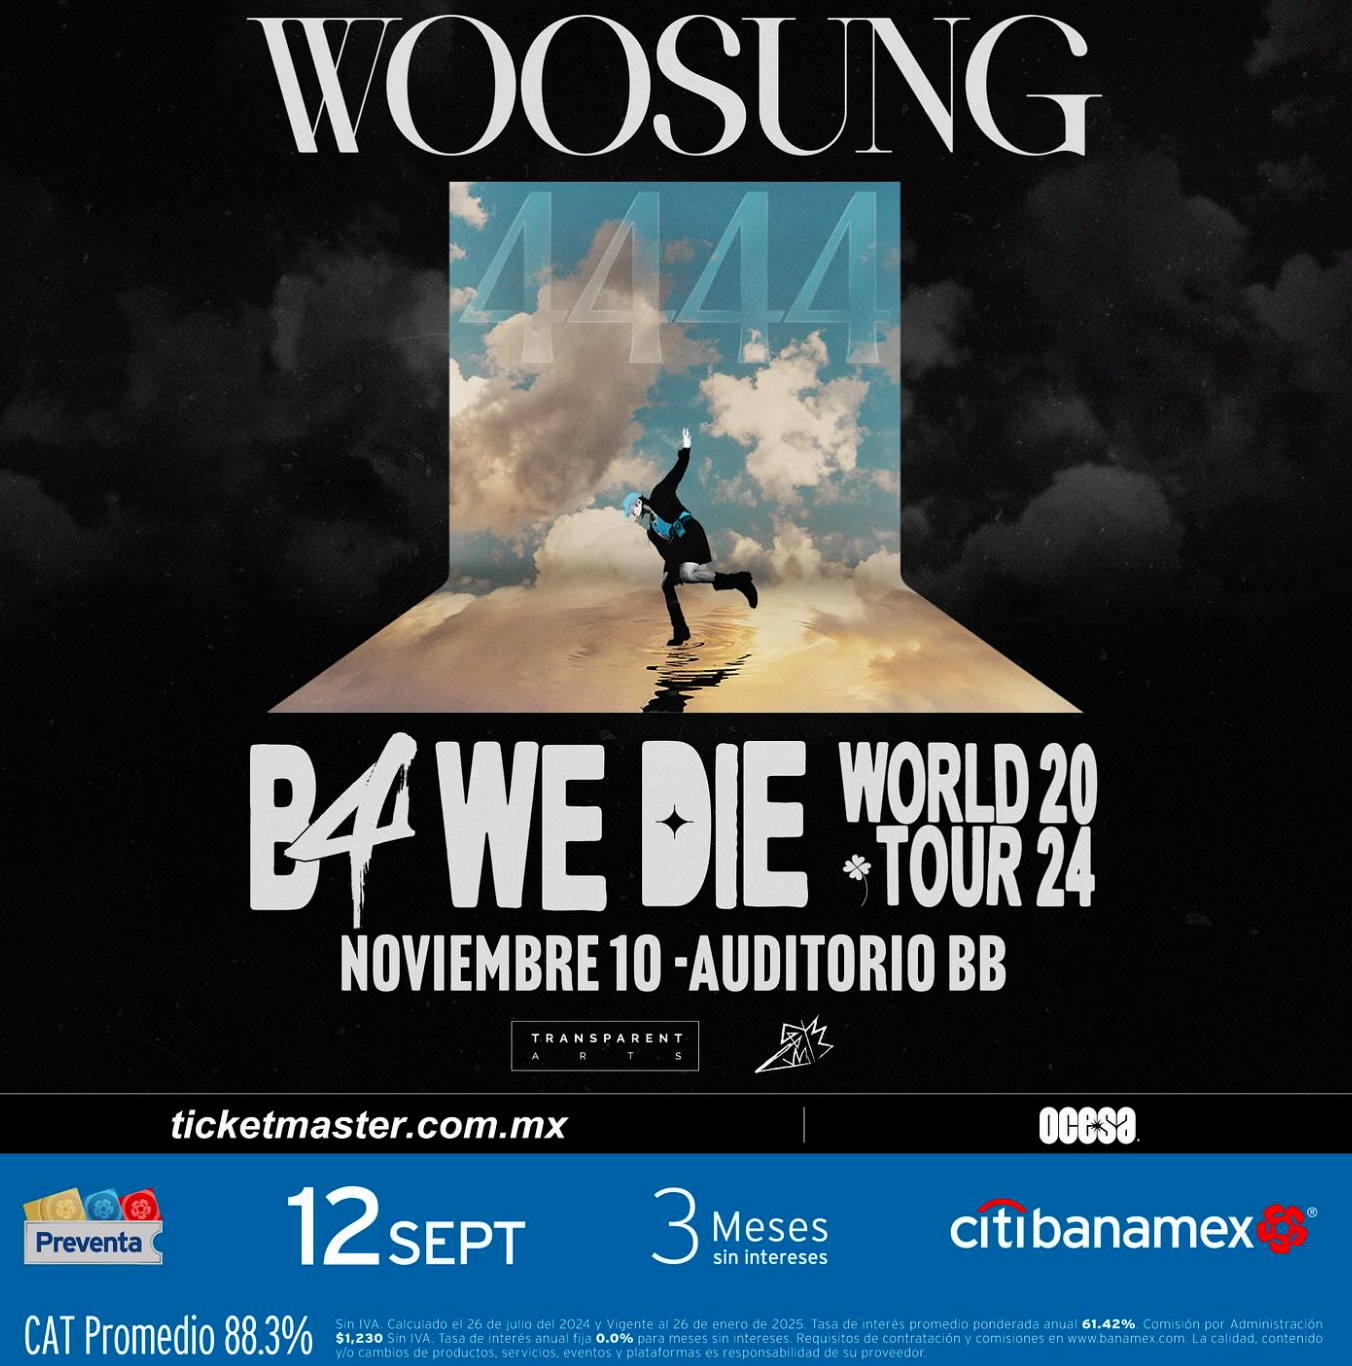 WOOSUNG
4444
B4 WE DIE WORLD 20
TOUR 24
NOVIEMBRE 10 -AUDITORIO BB
TRANSPARENT
ARTS
ticketmaster.com.mx
ocesa
Preventa
12 SEPT
3 Meses
sin intereses
citibanamex®
CAT Promedio 88.3%
Sin IVA. Calculado el 26 de julio del 2024 y Vigente al 26 de enero de 2025. Tasa de interés promedio ponderada anual 61.42%. Comisión por Administración
$1,230 Sin IVA. Tasa de interés anual fija 0.0% para meses sin intereses. Requisitos de contratación y comisiones en www.banamex.com. La calidad, contenido
y/o cambios de productos, servicios, eventos y plataformas es responsabilidad de su proveedor.